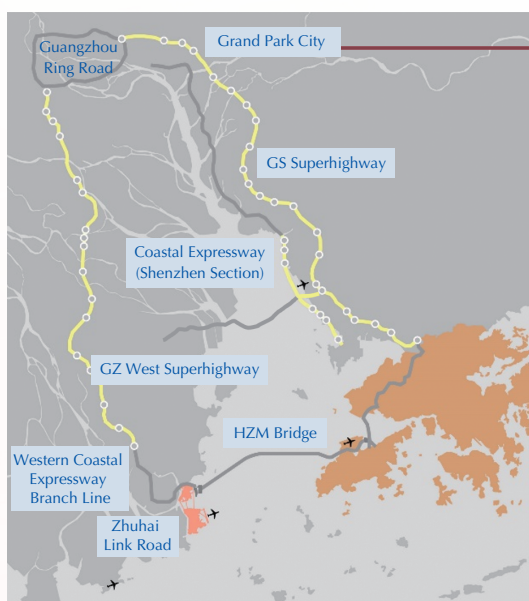 Grand Park City
Guangzhou
Ring Road
GS Superhighway
Coastal Expressway
(Shenzhen Section)
GZ West Superhighway
HZM Bridge
Western Coastal
Expressway
Branch Line
Zhuhai
Link Road